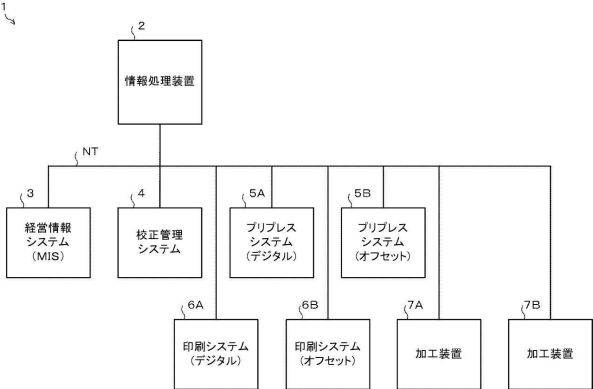 1
2
情報処理装置
NT
3
経営情報
システム
(MIS)
4
校正管理
システム
5A
プリプレス
システム
(デジタル)
5B
プリプレス
システム
(オフセット)
6A
印刷システム
(デジタル)
6B
印刷システム
(オフセット)
7A
加工装置
7B
加工装置